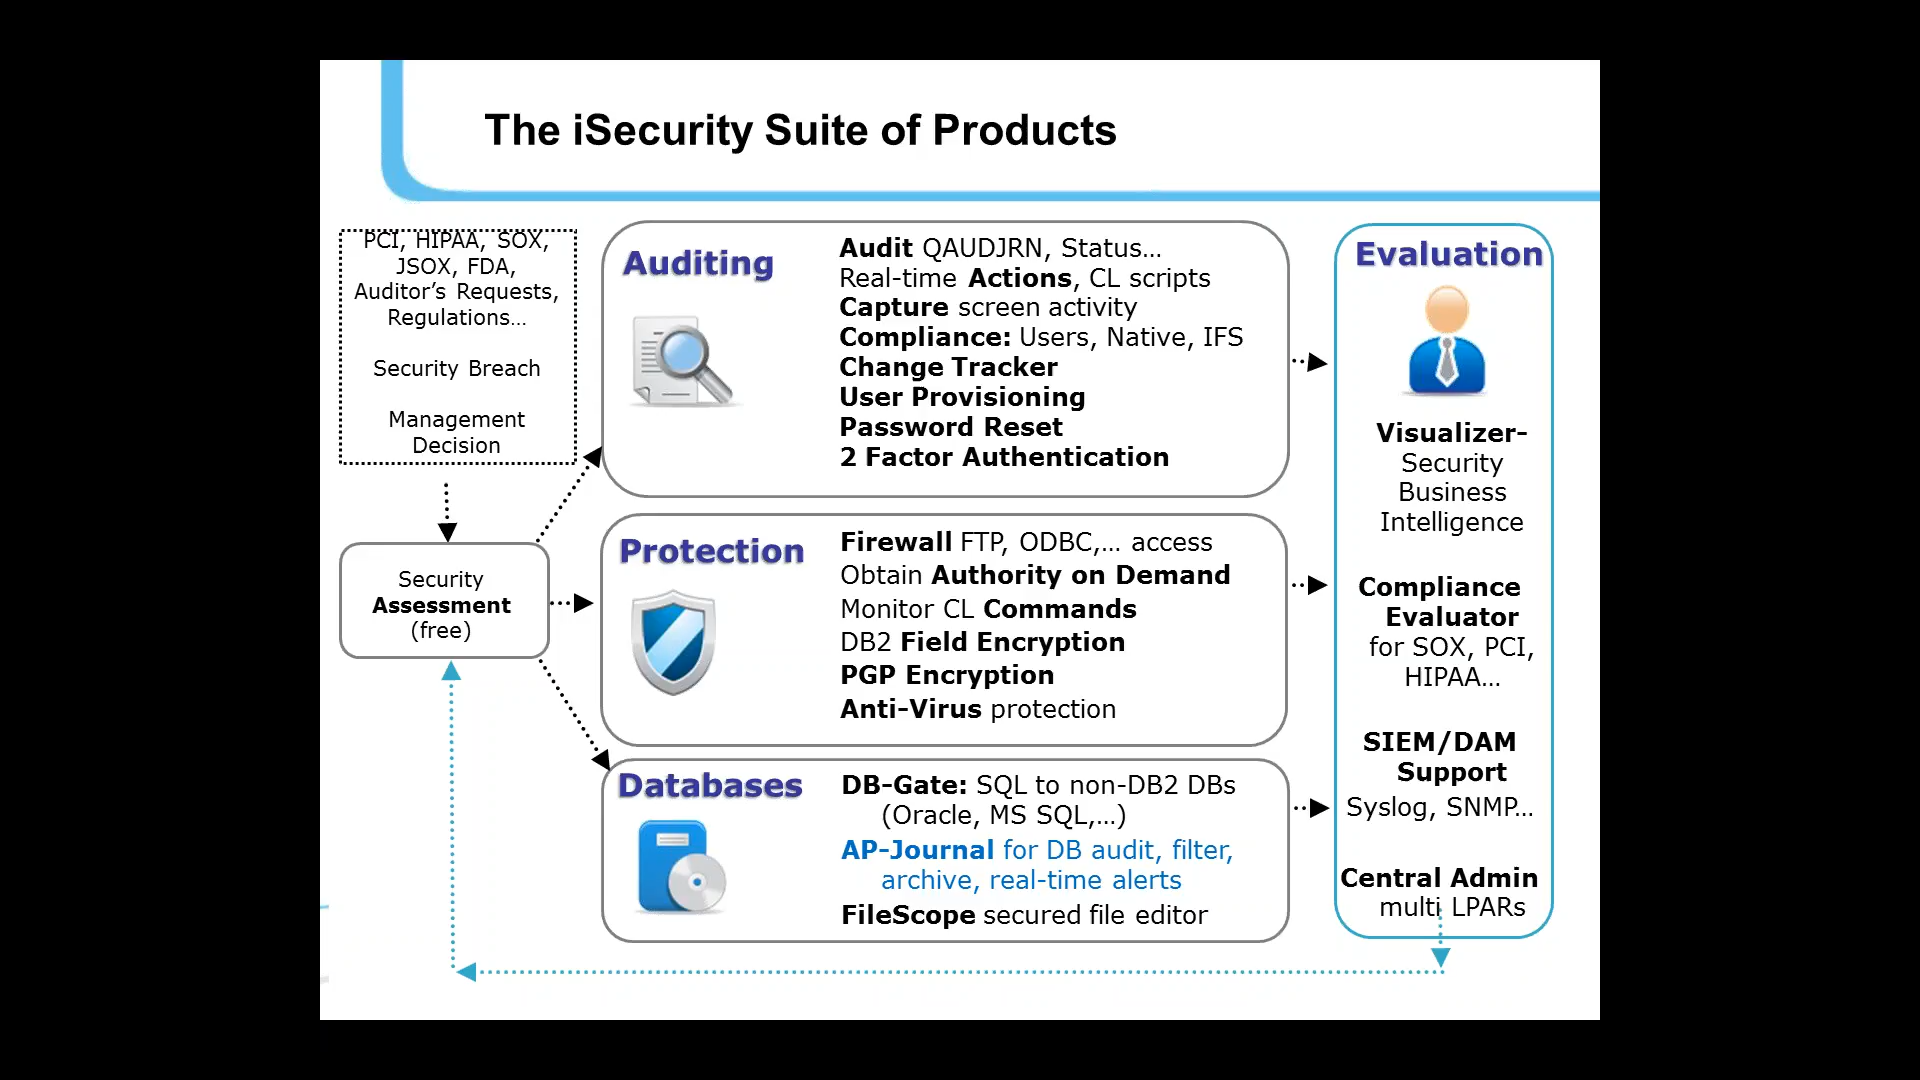 The iSecurity Suite of Products
PCI, HIPAA, SOX,
JSOX, FDA,
Auditor’s Requests,
Regulations…
Security Breach
Management
Decision
Security
Assessment
(free)
Auditing
Audit QAUDJRN, Status…
Real-time Actions, CL scripts
Capture screen activity
Compliance: Users, Native, IFS
Change Tracker
User Provisioning
Password Reset
2 Factor Authentication
Protection
Firewall FTP, ODBC,… access
Obtain Authority on Demand
Monitor CL Commands
DB2 Field Encryption
PGP Encryption
Anti-Virus protection
Databases
DB-Gate: SQL to non-DB2 DBs
(Oracle, MS SQL,…)
AP-Journal for DB audit, filter,
archive, real-time alerts
FileScope secured file editor
Evaluation
Visualizer-
Security
Business
Intelligence
Compliance
Evaluator
for SOX, PCI,
HIPAA…
SIEM/DAM
Support
Syslog, SNMP…
Central Admin
multi LPARs